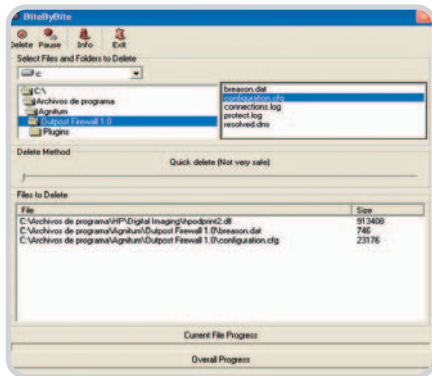 BiteByBite
Delete Pause Info Exit
Select Files and Folders to Delete
c:
C:\
Archivos de programa
Agnitum
Outpost Firewall 1.0
Plugins
breason.dat
configuration.cfg
connections.log
protect.log
resolved.dns
Delete Method
Quick delete (Not very safe)
Files to Delete
File Size
C:\Archivos de programa\HP\Digital Imaging\hpodprint2.dll 913408
C:\Archivos de programa\Agnitum\Outpost Firewall 1.0\breason.dat 746
C:\Archivos de programa\Agnitum\Outpost Firewall 1.0\configuration.cfg 23176
Current File Progress
Overall Progress